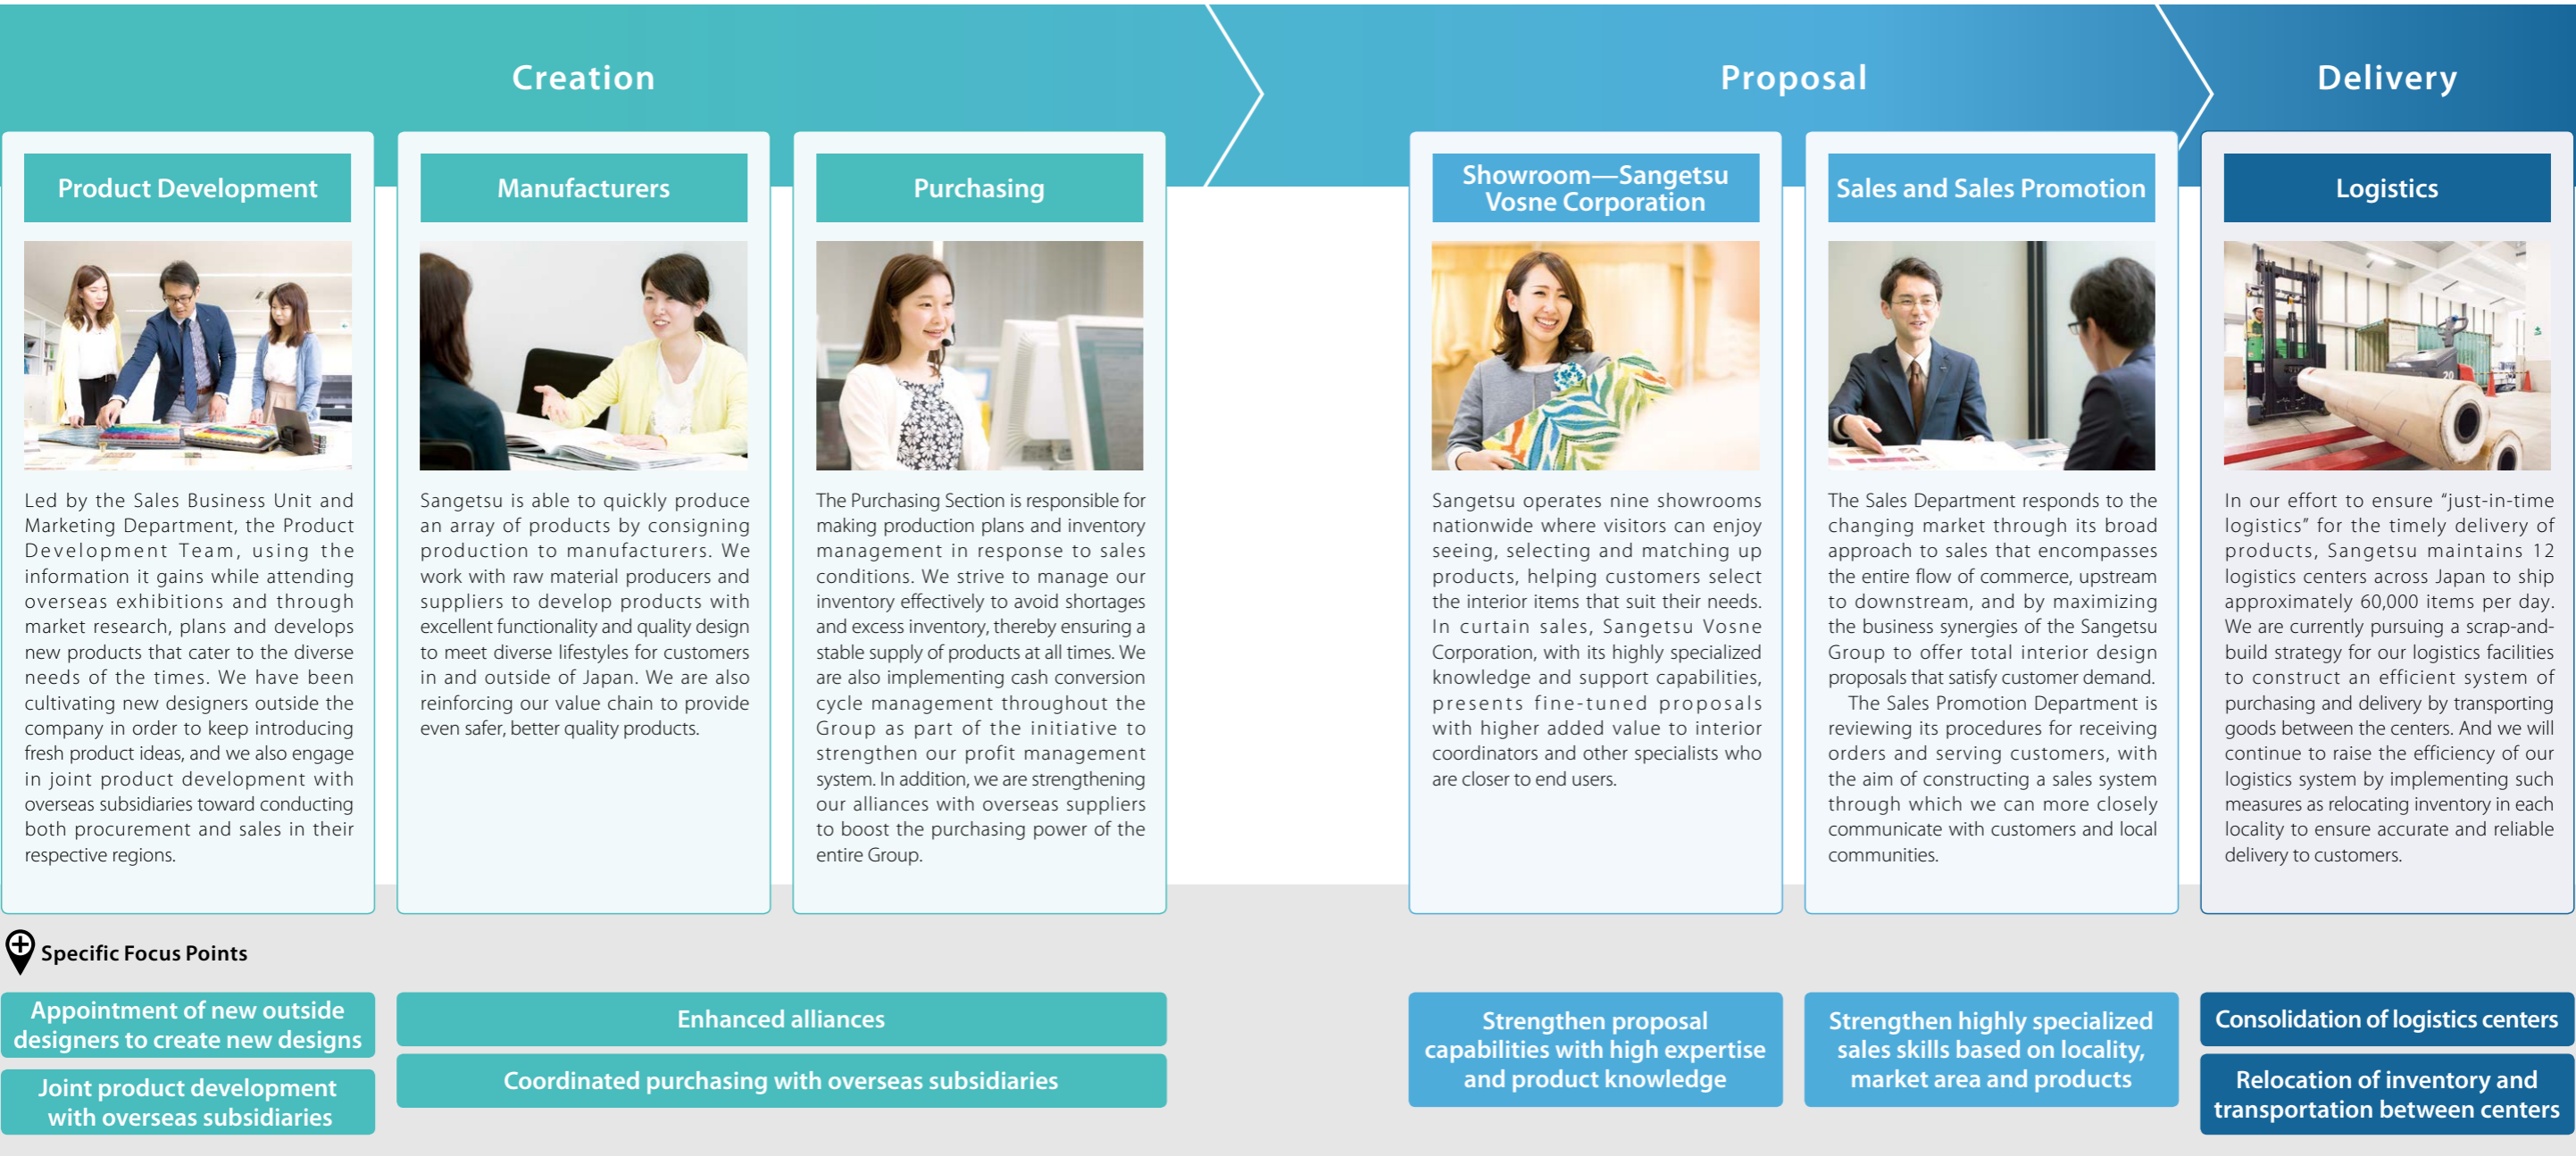 Creation
Proposal
Delivery
Product Development
Led by the Sales Business Unit and
Marketing Department, the Product
Development Team, using the
information it gains while attending
overseas exhibitions and through
market research, plans and develops
new products that cater to the diverse
needs of the times. We have been
cultivating new designers outside the
company in order to keep introducing
fresh product ideas, and we also engage
in joint product development with
overseas subsidiaries toward conducting
both procurement and sales in their
respective regions.
Manufacturers
Sangetsu is able to quickly produce
an array of products by consigning
production to manufacturers. We
work with raw material producers and
suppliers to develop products with
excellent functionality and quality design
to meet diverse lifestyles for customers
in and outside of Japan. We are also
reinforcing our value chain to provide
even safer, better quality products.
Purchasing
The Purchasing Section is responsible for
making production plans and inventory
management in response to sales
conditions. We strive to manage our
inventory effectively to avoid shortages
and excess inventory, thereby ensuring a
stable supply of products at all times. We
are also implementing cash conversion
cycle management throughout the
Group as part of the initiative to
strengthen our profit management
system. In addition, we are strengthening
our alliances with overseas suppliers
to boost the purchasing power of the
entire Group.
Showroom—Sangetsu
Vosne Corporation
Sangetsu operates nine showrooms
nationwide where visitors can enjoy
seeing, selecting and matching up
products, helping customers select
the interior items that suit their needs.
In curtain sales, Sangetsu Vosne
Corporation, with its highly specialized
knowledge and support capabilities,
presents fine-tuned proposals
with higher added value to interior
coordinators and other specialists who
are closer to end users.
Sales and Sales Promotion
The Sales Department responds to the
changing market through its broad
approach to sales that encompasses
the entire flow of commerce, upstream
to downstream, and by maximizing
the business synergies of the Sangetsu
Group to offer total interior design
proposals that satisfy customer demand.
The Sales Promotion Department is
reviewing its procedures for receiving
orders and serving customers, with
the aim of constructing a sales system
through which we can more closely
communicate with customers and local
communities.
Logistics
20
In our effort to ensure “just-in-time
logistics” for the timely delivery of
products, Sangetsu maintains 12
logistics centers across Japan to ship
approximately 60,000 items per day.
We are currently pursuing a scrap-and-
build strategy for our logistics facilities
to construct an efficient system of
purchasing and delivery by transporting
goods between the centers. And we will
continue to raise the efficiency of our
logistics system by implementing such
measures as relocating inventory in each
locality to ensure accurate and reliable
delivery to customers.
Specific Focus Points
Appointment of new outside
designers to create new designs
Joint product development
with overseas subsidiaries
Enhanced alliances
Coordinated purchasing with overseas subsidiaries
Strengthen proposal
capabilities with high expertise
and product knowledge
Strengthen highly specialized
sales skills based on locality,
market area and products
Consolidation of logistics centers
Relocation of inventory and
transportation between centers